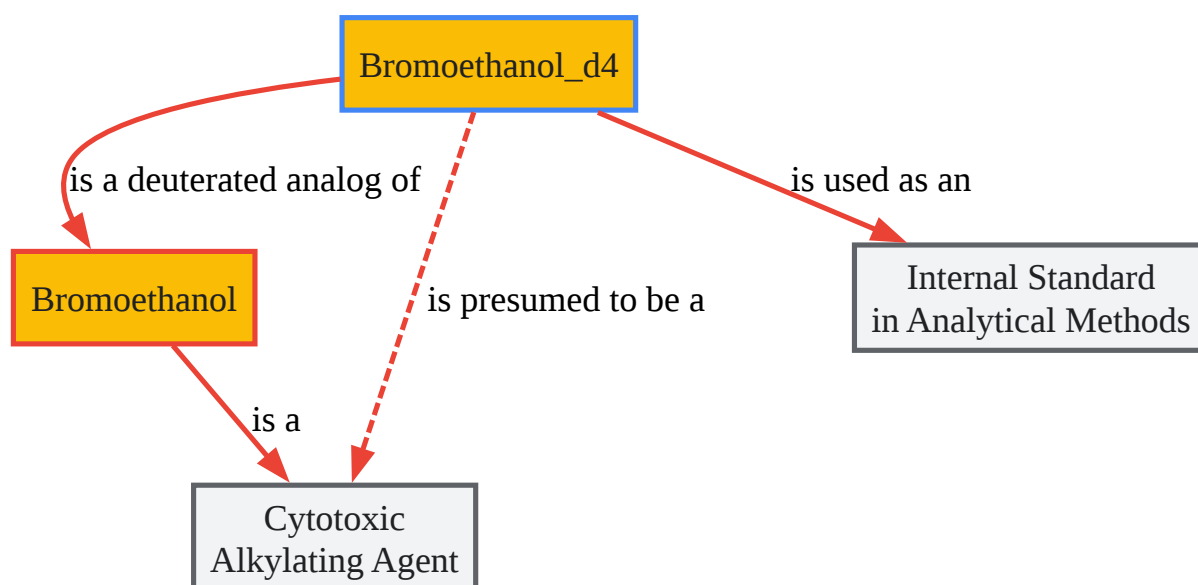 Bromoethanol_d4
is a deuterated analog of
is used as an
Bromoethanol
is presumed to be a
Internal Standard
in Analytical Methods
is a
Cytotoxic
Alkylating Agent